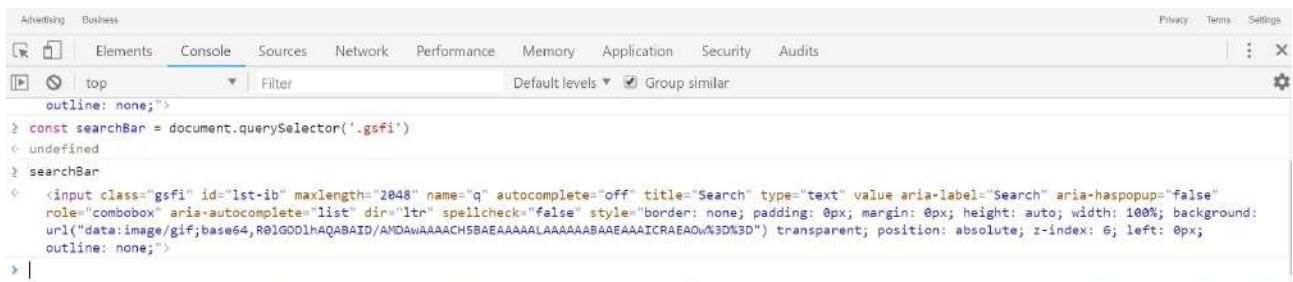 Advertising Business Privacy Terms Settings
Elements Console Sources Network Performance Memory Application Security Audits
top Filter Default levels Group similar
outline: none;">
const searchBar = document.querySelector('.gsfi')
undefined
searchBar
<input class="gsfi" id="lst-ib" maxlength="2048" name="q" autocomplete="off" title="Search" type="text" value aria-label="Search" aria-haspopup="false"
role="combobox" aria-autocomplete="list" dir="ltr" spellcheck="false" style="border: none; padding: 0px; margin: 0px; height: auto; width: 100%; background:
url("data:image/gif;base64,R0lGODlhAQABAID/AMDAwAAAACH5BAEAAAAALAAAAAABAAEAAAICRAEAOw%3D%3D") transparent; position: absolute; z-index: 6; left: 0px;
outline: none;">